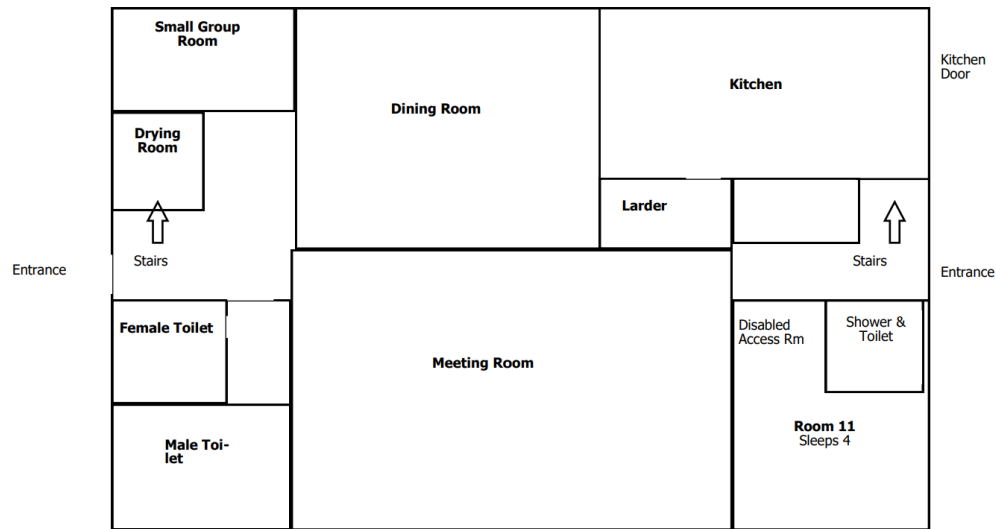 Small Group
Room
Dining Room
Kitchen
Kitchen
Door
Drying
Room
Larder
Entrance
Stairs
Stairs
Entrance
Female Toilet
Meeting Room
Disabled
Access Rm
Shower &
Toilet
Male Toi-
let
Room 11
Sleeps 4